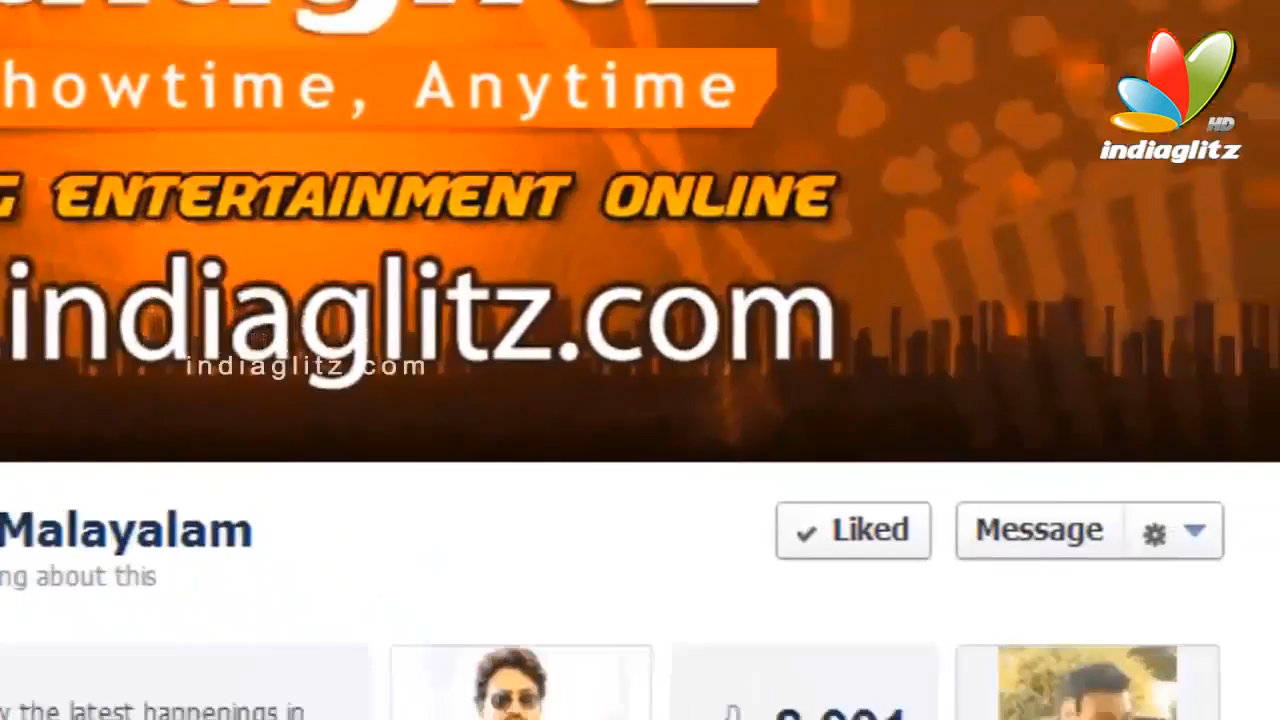 howtime, Anytime
HD
indiaglitz
ENTERTAINMENT ONLINE
.indiaglitz.com
indiaglitz.com
Malayalam
Liked
Message
ng about this
the latest happenings in